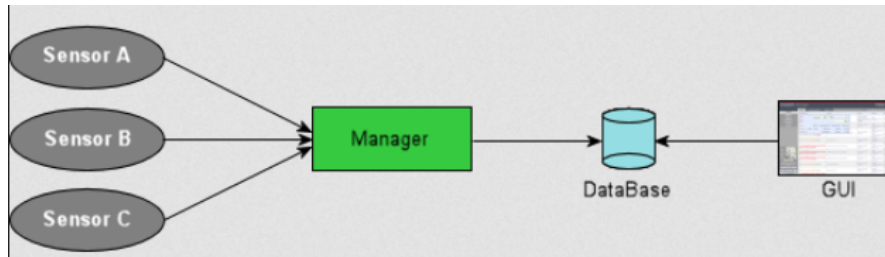 Sensor A
Sensor B
Manager
DataBase
GUI
Sensor C